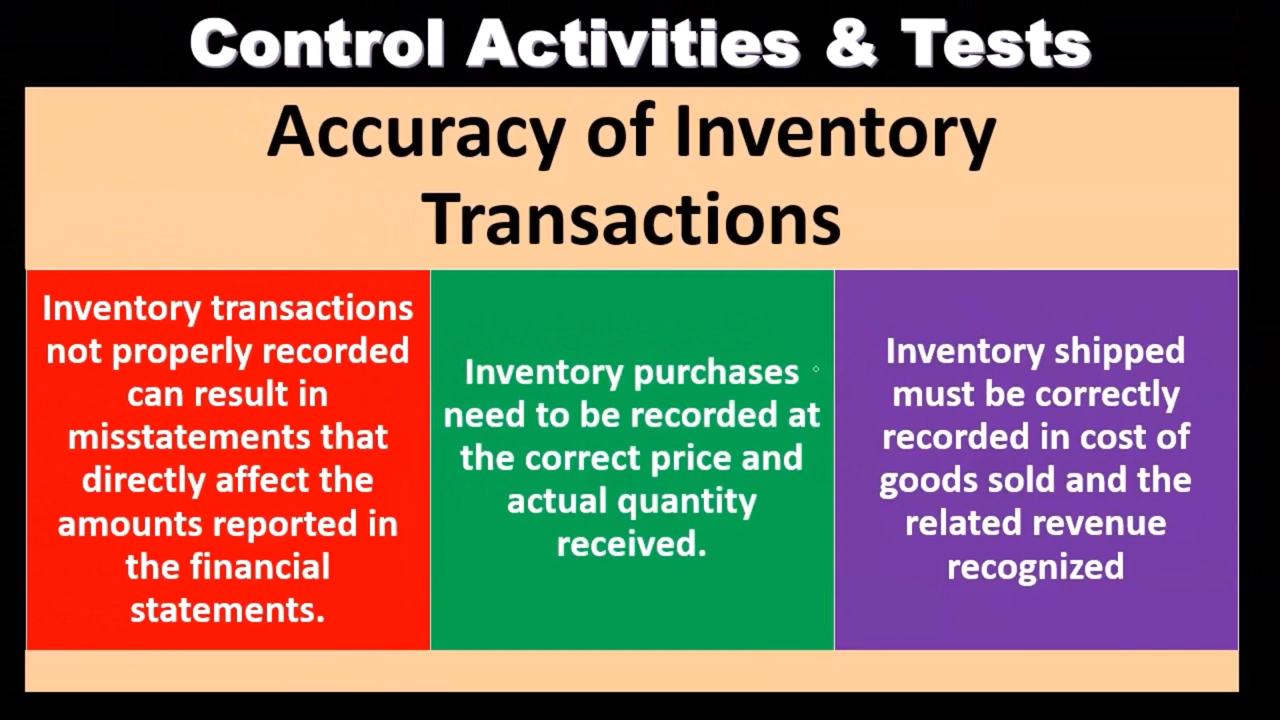 Control Activities & Tests
Accuracy of Inventory
Transactions
Inventory transactions
not properly recorded
can result in
misstatements that
directly affect the
amounts reported in
the financial
statements.
Inventory purchases
need to be recorded at
the correct price and
actual quantity
received.
Inventory shipped
must be correctly
recorded in cost of
goods sold and the
related revenue
recognized